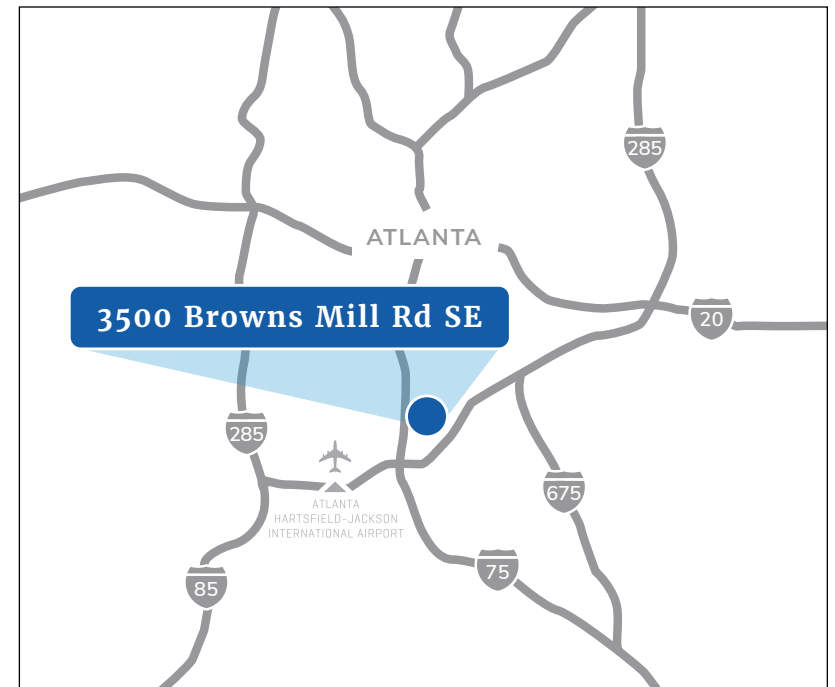 285
ATLANTA
3500 Browns Mill Rd SE
20
285
ATLANTA
HARTSFIELD-JACKSON
INTERNATIONAL AIRPORT
675
75
85